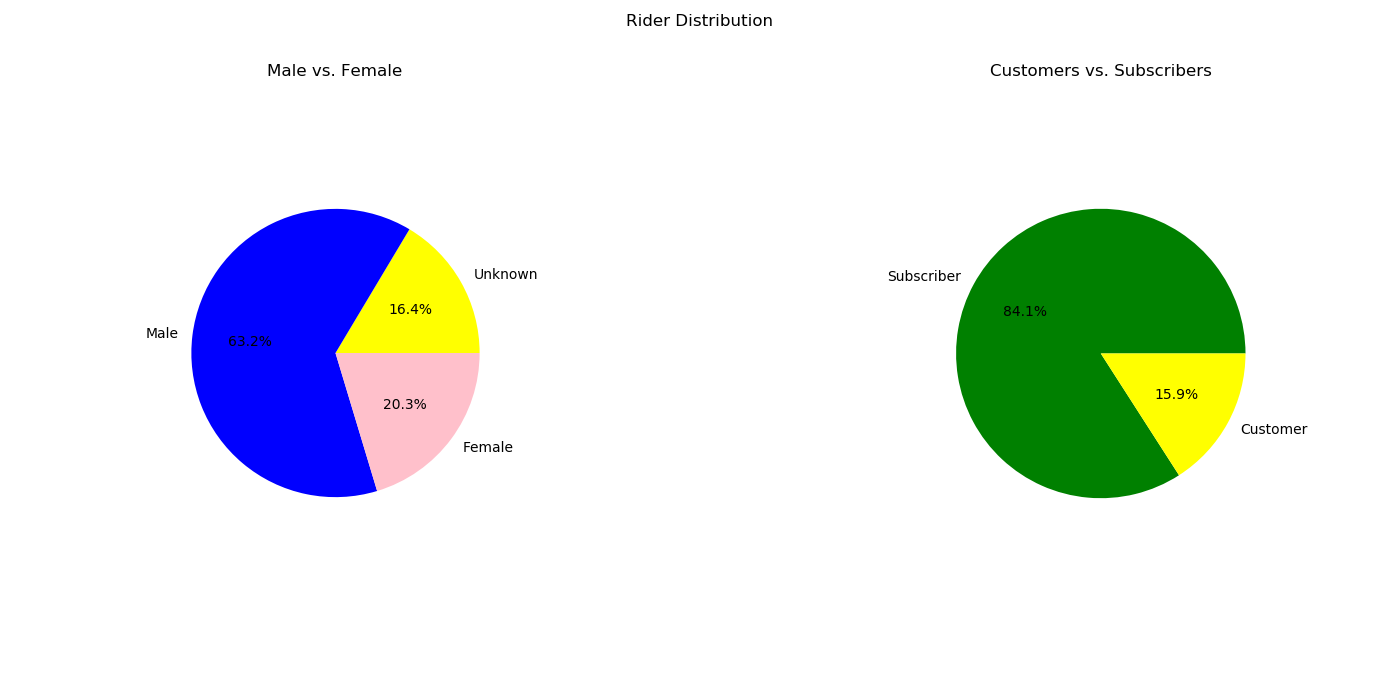 Rider Distribution
Male vs. Female
Unknown
16.4%
Male
63.2%
20.3%
Female
Customers vs. Subscribers
Subscriber
84.1%
15.9%
Customer